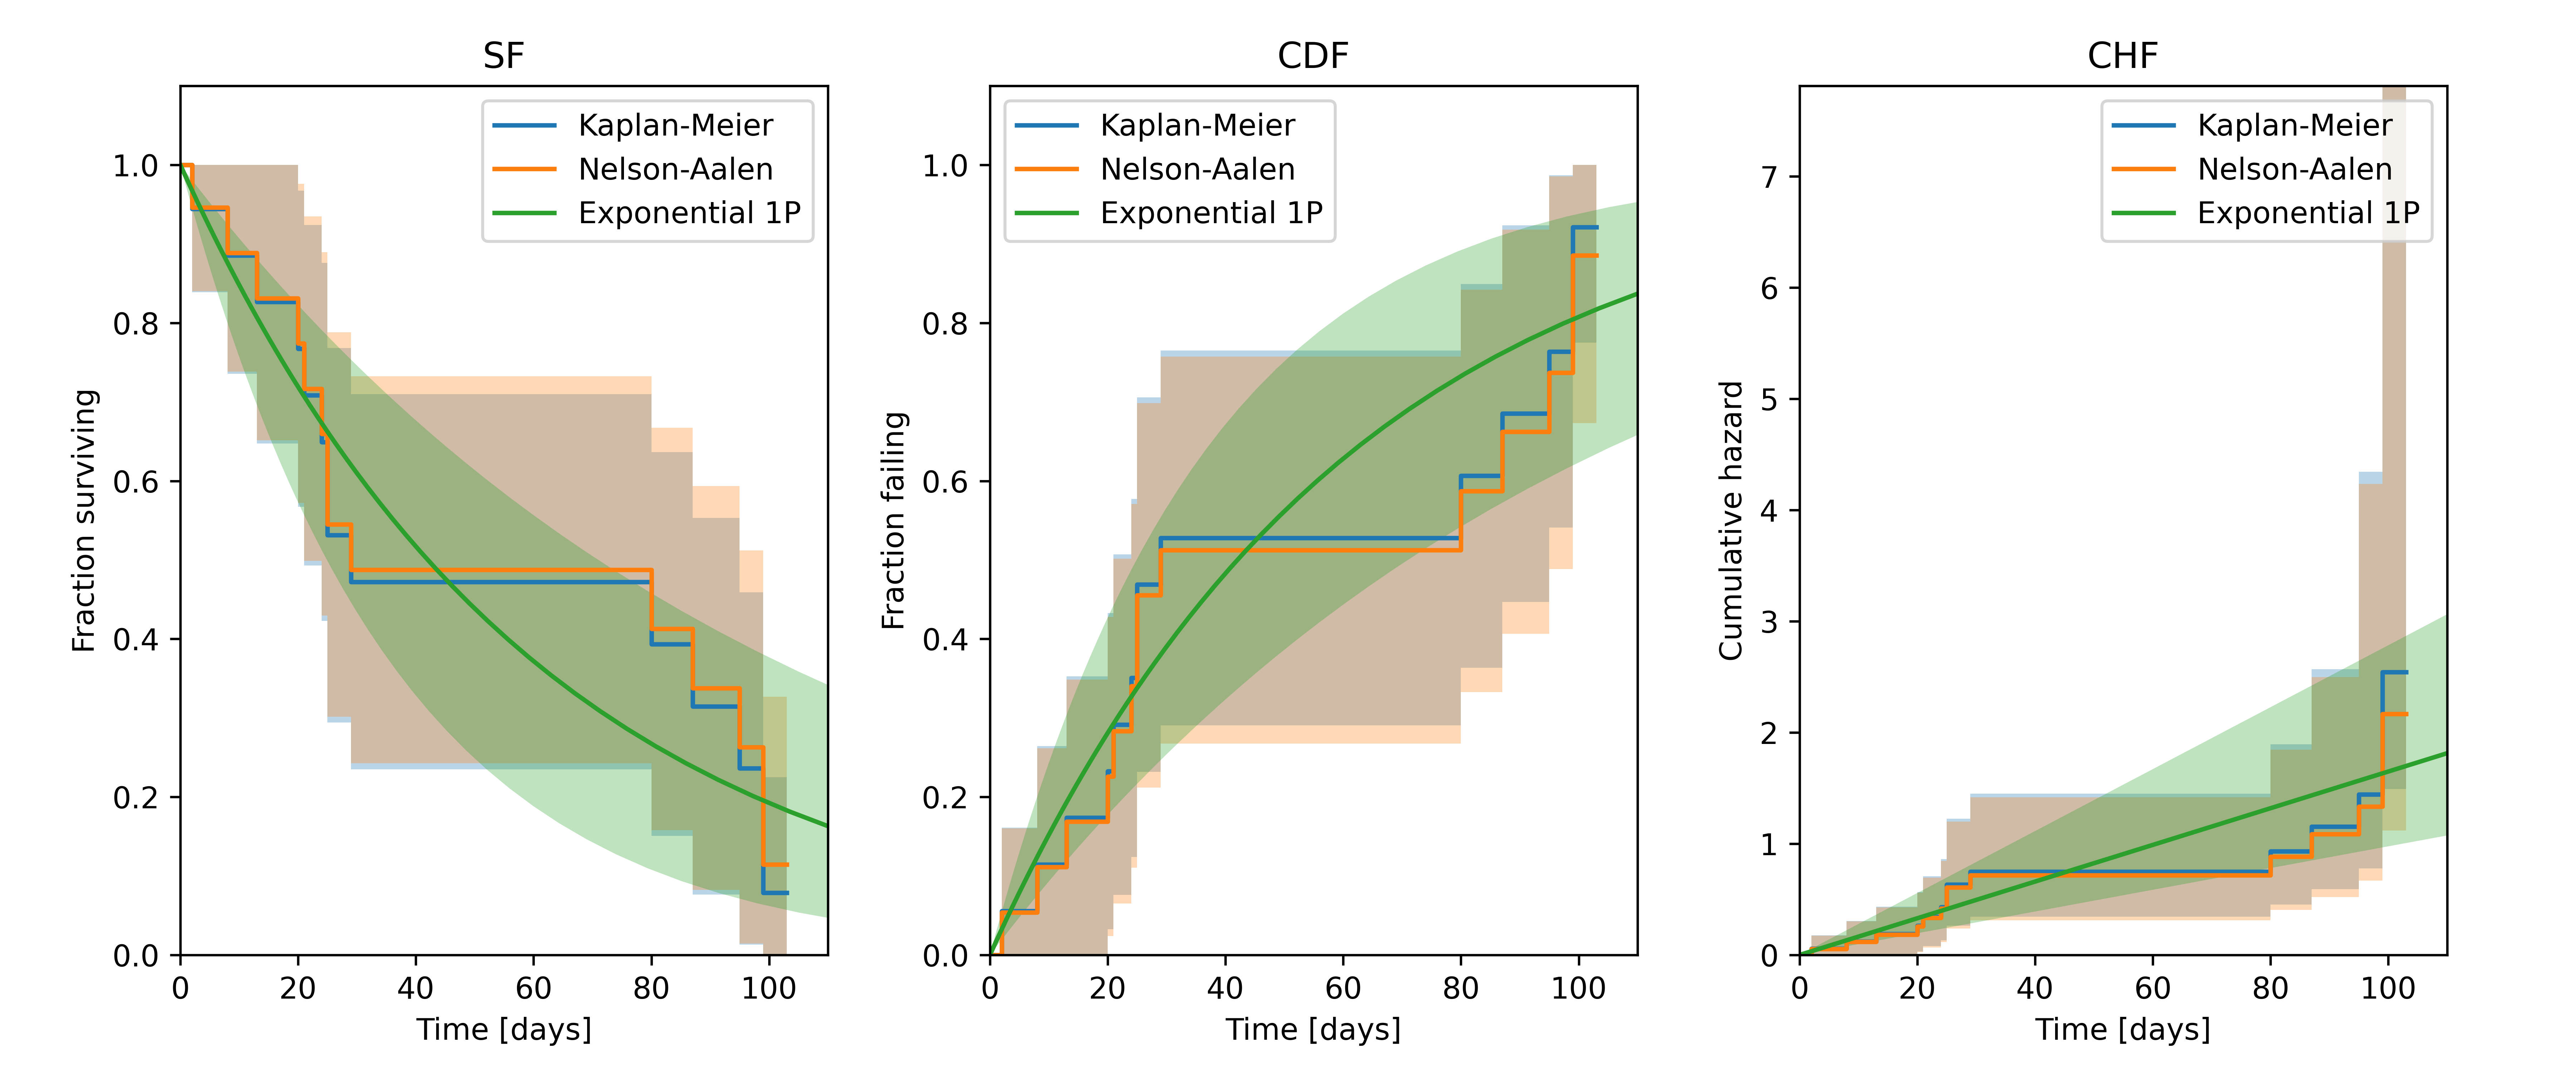 SF
Kaplan-Meier
Nelson-Aalen
Exponential 1P
Fraction surviving
1.0
0.8
0.6
0.4
0.2
0.0
0 20 40 60 80 100
Time [days]
CDF
Kaplan-Meier
Nelson-Aalen
Exponential 1P
Fraction failing
1.0
0.8
0.6
0.4
0.2
0.0
0 20 40 60 80 100
Time [days]
CHF
Kaplan-Meier
Nelson-Aalen
Exponential 1P
Cumulative hazard
7
6
5
4
3
2
1
0
0 20 40 60 80 100
Time [days]